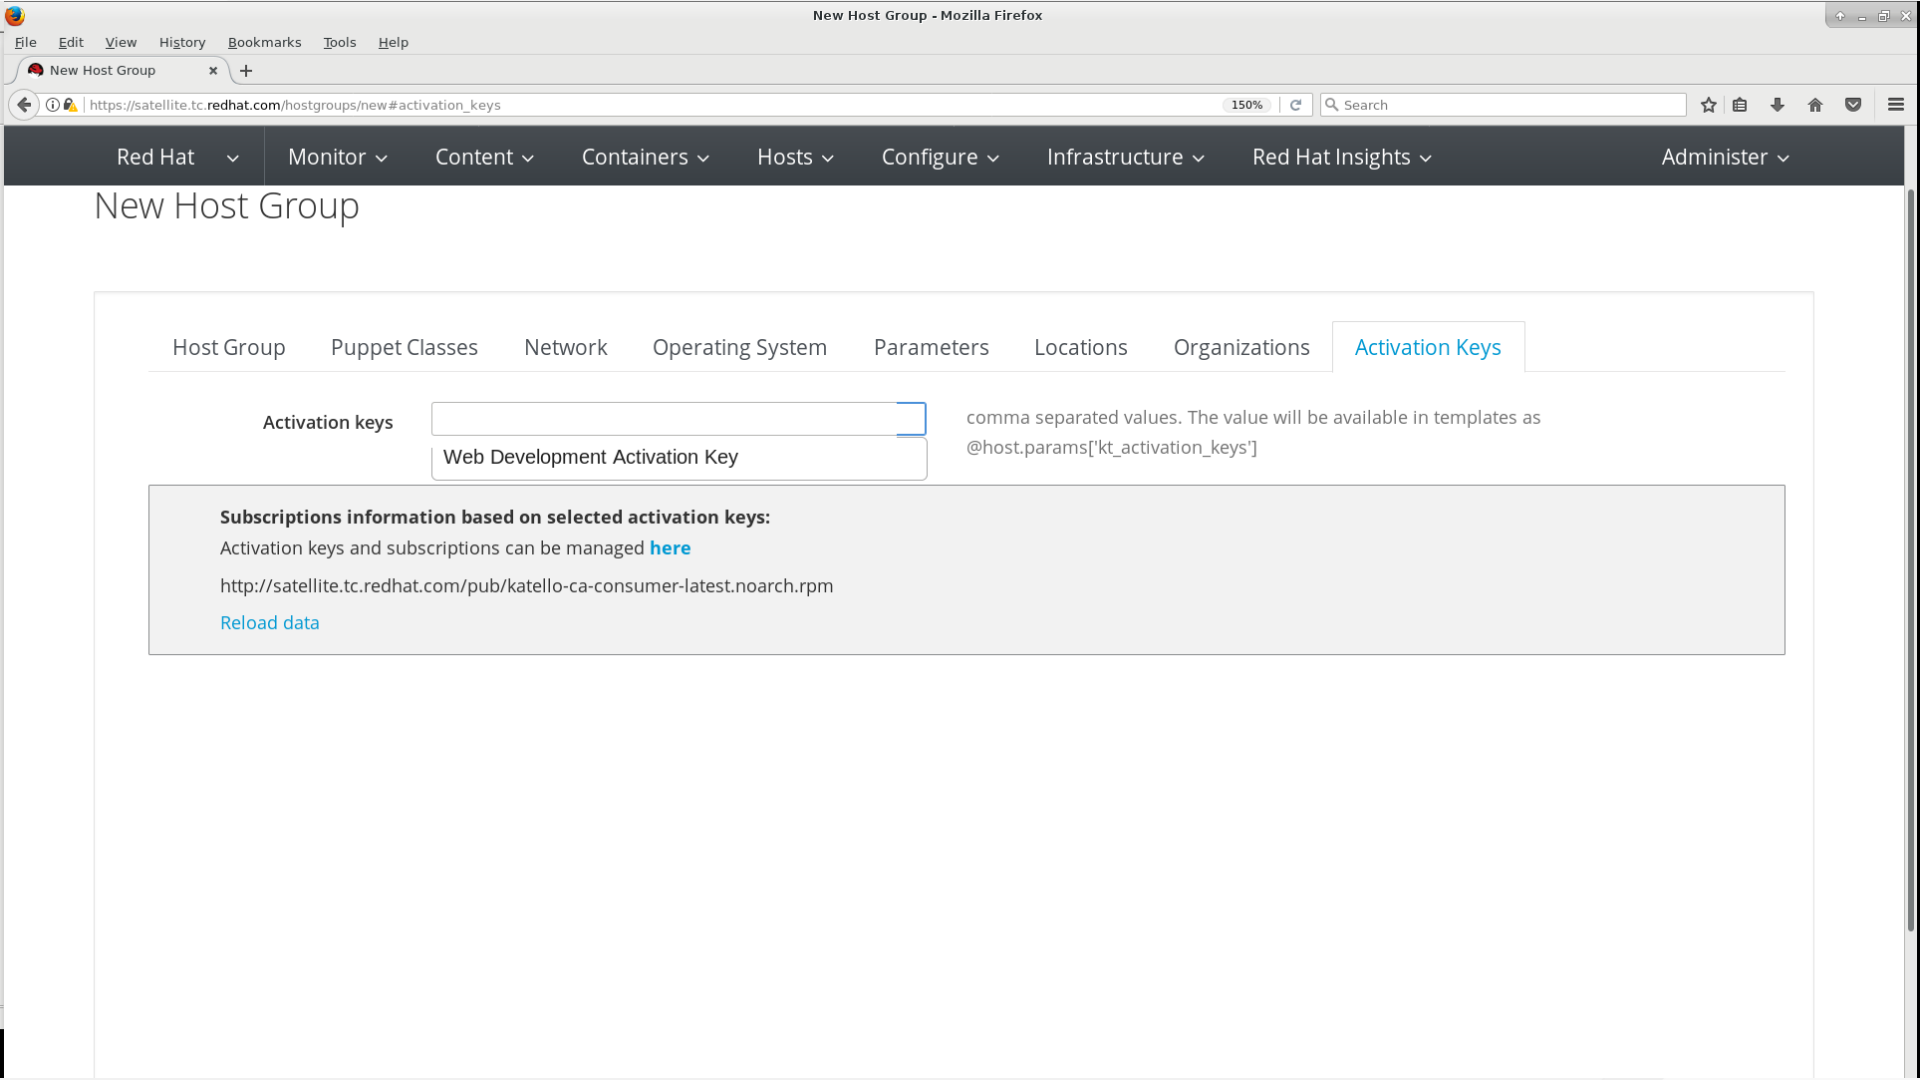 New Host Group - Mozilla Firefox
File Edit View History Bookmarks Tools Help
New Host Group
https://satellite.tc.redhat.com/hostgroups/new#activation_keys 150% Search
Red Hat Monitor Content Containers Hosts Configure Infrastructure Red Hat Insights Administer
New Host Group
Host Group Puppet Classes Network Operating System Parameters Locations Organizations Activation Keys
Activation keys
comma separated values. The value will be available in templates as
@host.params['kt_activation_keys']
Web Development Activation Key
Subscriptions information based on selected activation keys:
Activation keys and subscriptions can be managed here
http://satellite.tc.redhat.com/pub/katello-ca-consumer-latest.noarch.rpm
Reload data